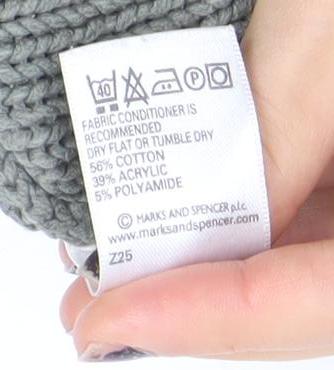 40 P
FABRIC CONDITIONER IS
RECOMMENDED
DRY FLAT OR TUMBLE DRY
56% COTTON
39% ACRYLIC
5% POLYAMIDE
© MARKS AND SPENCER p.l.c
www.marksandspencer.com
Z25